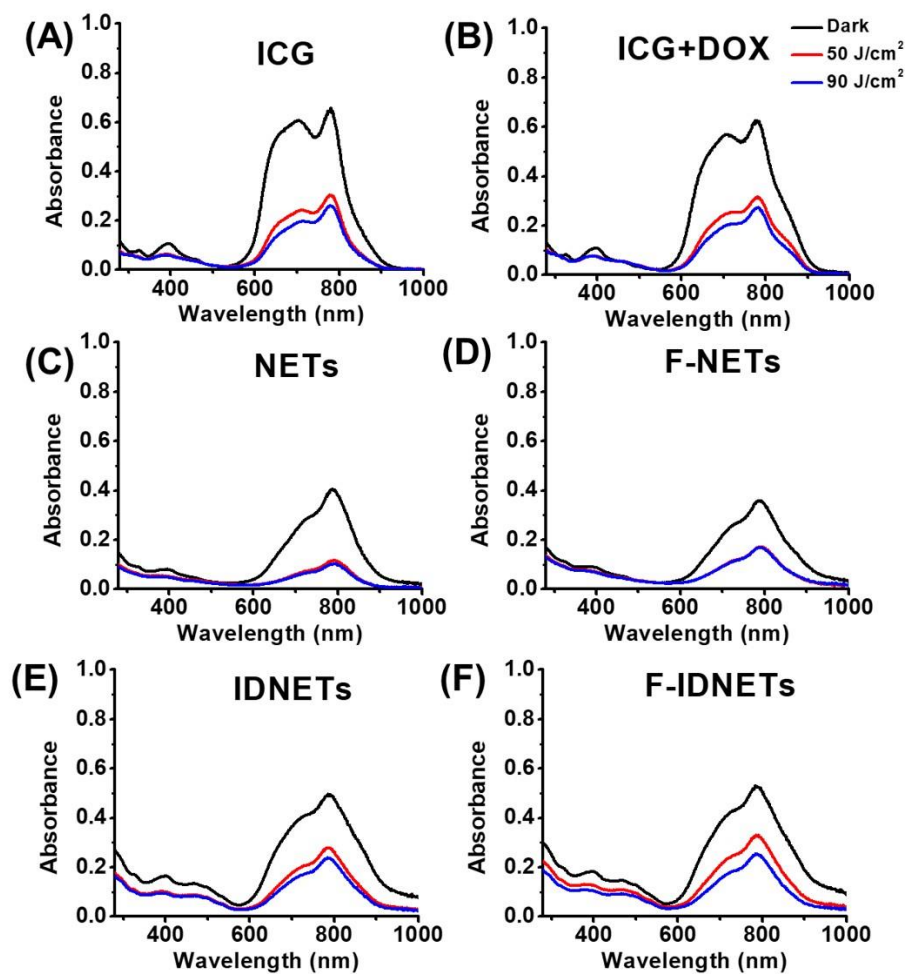 (A)
ICG
1.0
0.8
0.6
0.4
0.2
0.0
Absorbance
400 600 800 1000
Wavelength (nm)
(B)
ICG+DOX
Dark
50 J/cm²
90 J/cm²
1.0
0.8
0.6
0.4
0.2
0.0
Absorbance
400 600 800 1000
Wavelength (nm)
(C)
NETs
1.0
0.8
0.6
0.4
0.2
0.0
Absorbance
400 600 800 1000
Wavelength (nm)
(D)
F-NETs
1.0
0.8
0.6
0.4
0.2
0.0
Absorbance
400 600 800 1000
Wavelength (nm)
(E)
IDNETs
1.0
0.8
0.6
0.4
0.2
0.0
Absorbance
400 600 800 1000
Wavelength (nm)
(F)
F-IDNETs
1.0
0.8
0.6
0.4
0.2
0.0
Absorbance
400 600 800 1000
Wavelength (nm)